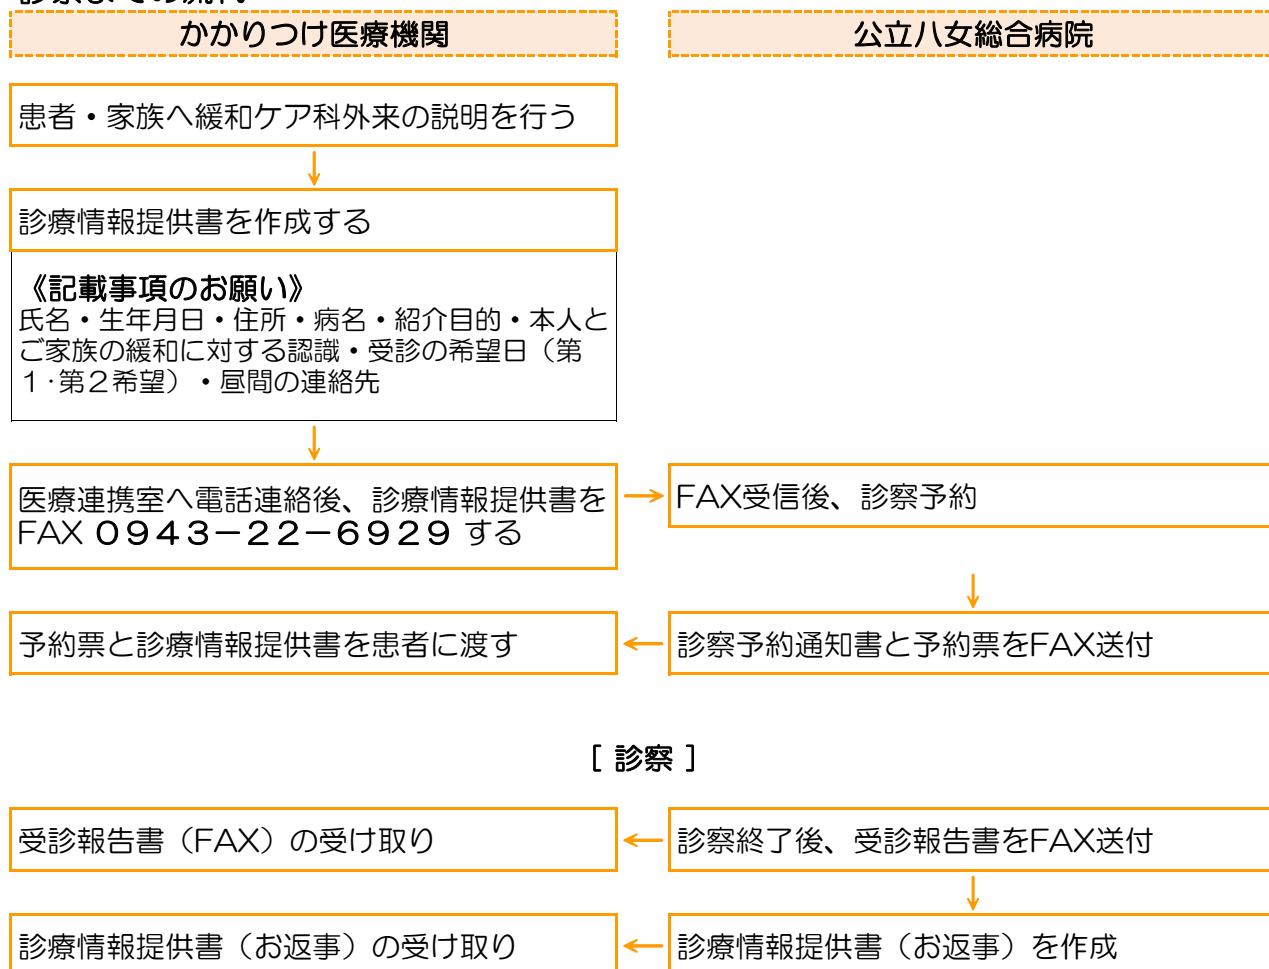 診察までの流れ
かかりつけ医療機関
公立八女総合病院
患者・家族へ緩和ケア科外来の説明を行う
診療情報提供書を作成する
《記載事項のお願い》
氏名・生年月日・住所・病名・紹介目的・本人と
ご家族の緩和に対する認識・受診の希望日（第
１･第２希望）・昼間の連絡先
医療連携室へ電話連絡後、診療情報提供書を
FAX ０９４３－２２－６９２９ する
FAX受信後、診察予約
予約票と診療情報提供書を患者に渡す
診察予約通知書と予約票をFAX送付
[ 診察 ]
受診報告書（FAX）の受け取り
診察終了後、受診報告書をFAX送付
診療情報提供書（お返事）の受け取り
診療情報提供書（お返事）を作成